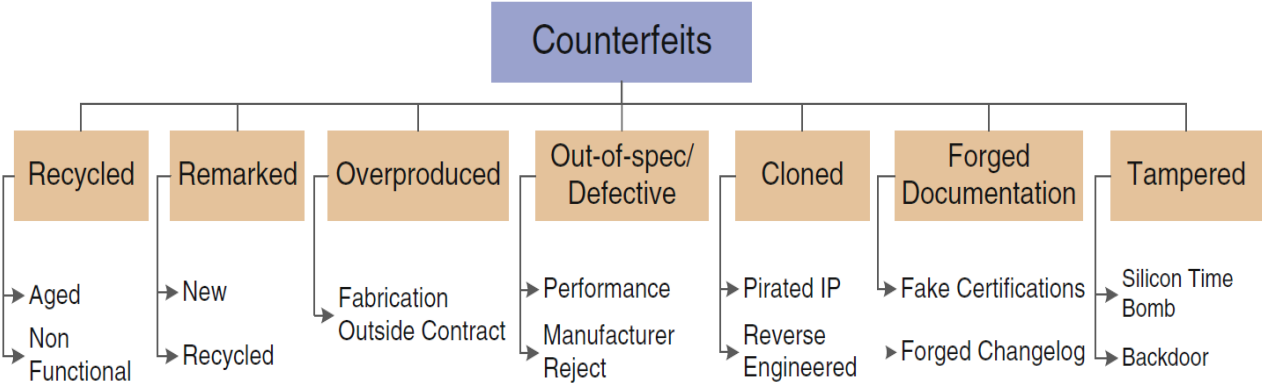 Counterfeits
Recycled
Remarked
Overproduced
Out-of-spec/
Defective
Cloned
Forged
Documentation
Tampered
Aged
Non
Functional
New
Recycled
Fabrication
Outside Contract
Performance
Manufacturer
Reject
Pirated IP
Reverse
Engineered
Fake Certifications
Forged Changelog
Silicon Time
Bomb
Backdoor